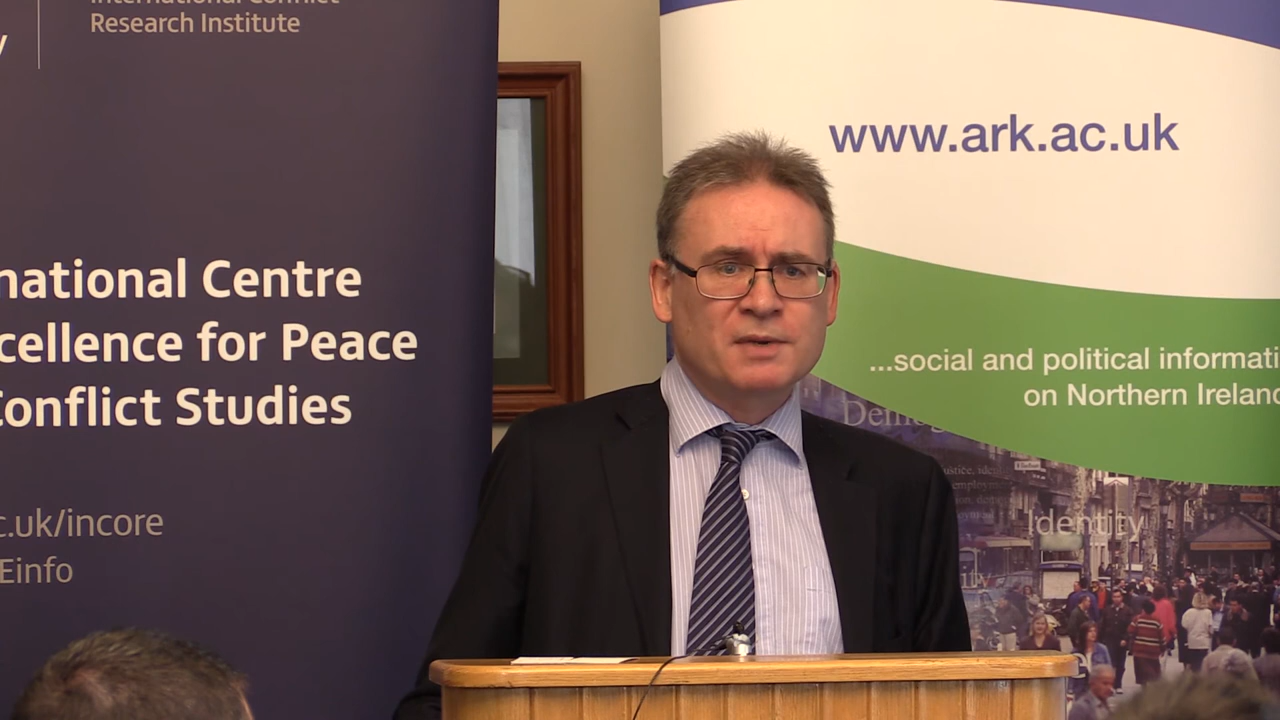 International Conflict
Research Institute
y
national Centre
cellence for Peace
Conflict Studies
c.uk/incore
Einfo
www.ark.ac.uk
...social and political informati
on Northern Ireland
Identity